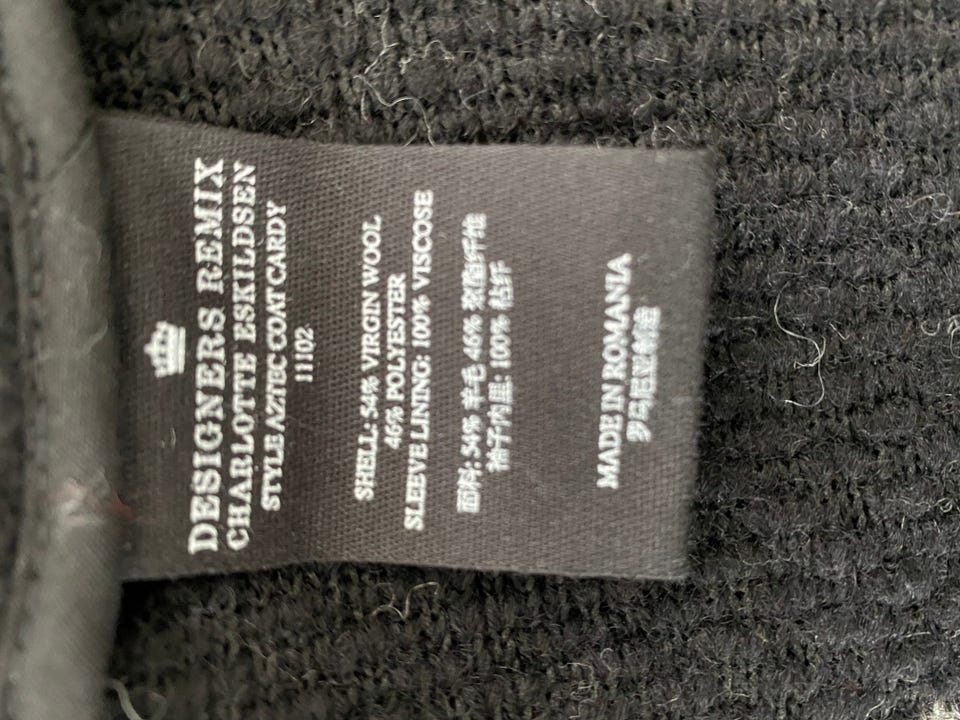 DESIGNERS REMIX
CHARLOTTE ESKILDSEN
STYLE AZTEC COAT CARDY
11102
SHELL: 54% VIRGIN WOOL
46% POLYESTER
SLEEVE LINING: 100% VISCOSE
面料: 54% 羊毛 46% 聚酯纤维
袖子内里: 100% 粘纤
MADE IN ROMANIA
罗马尼亚制造